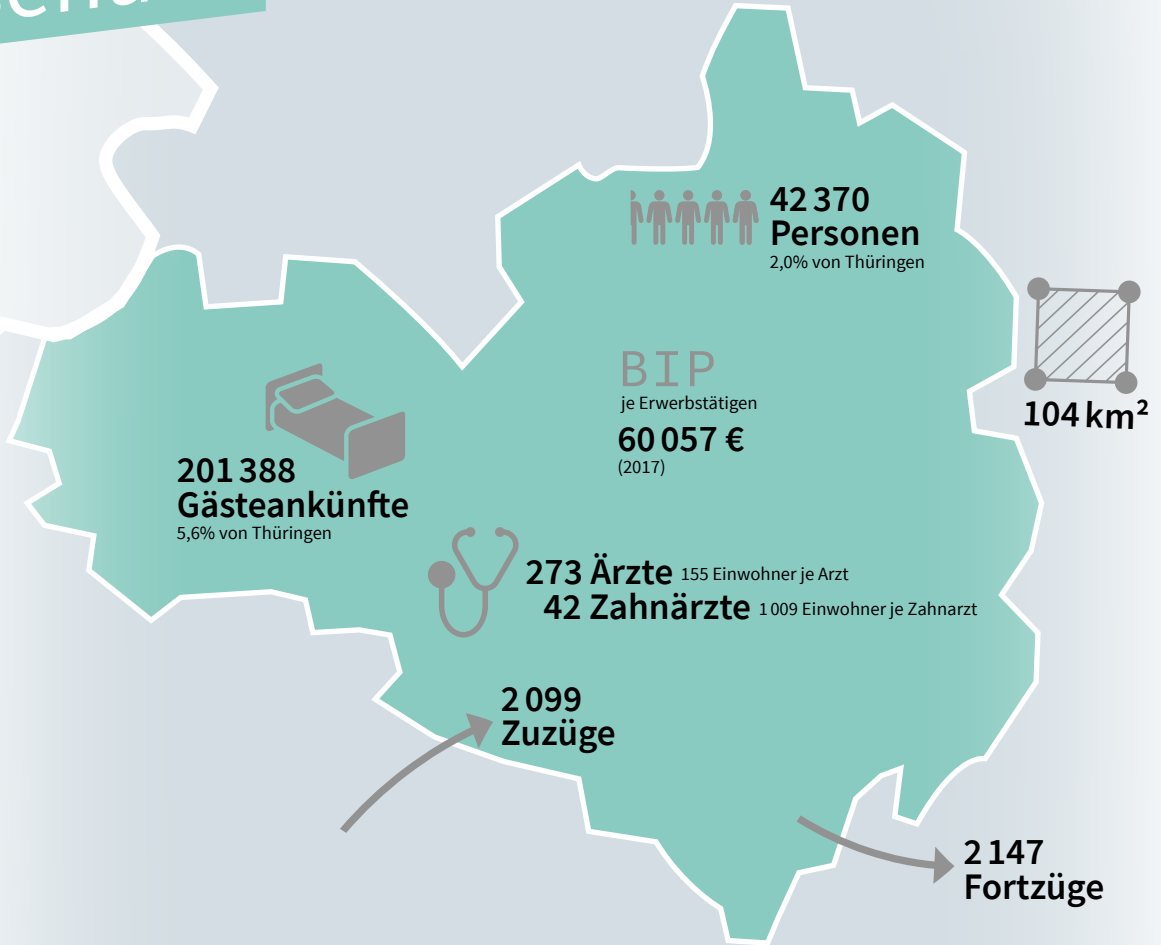 42 370
Personen
2,0% von Thüringen
104 km²
BIP
je Erwerbstätigen
60 057 €
(2017)
201 388
Gästeankünfte
5,6% von Thüringen
273 Ärzte 155 Einwohner je Arzt
42 Zahnärzte 1 009 Einwohner je Zahnarzt
2 099
Zuzüge
2 147
Fortzüge